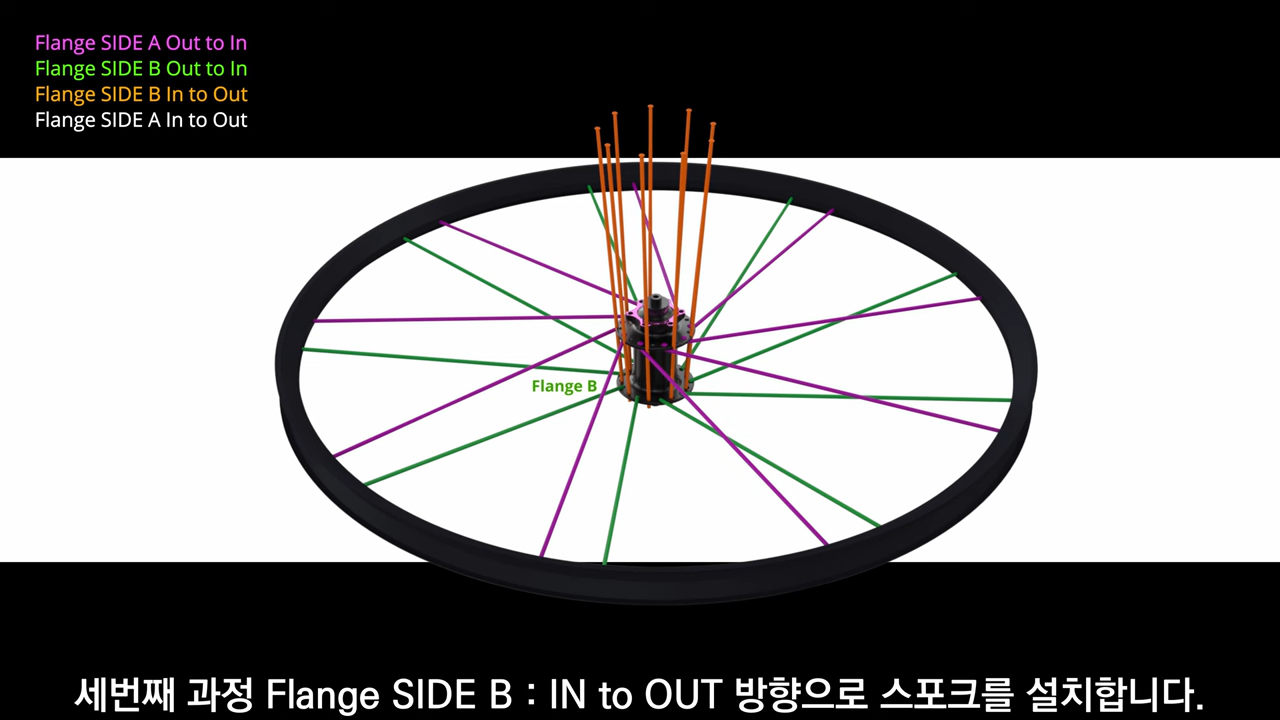 Flange SIDE A Out to In
Flange SIDE B Out to In
Flange SIDE B In to Out
Flange SIDE A In to Out
Flange B
세번째 과정 Flange SIDE B : IN to OUT 방향으로 스포크를 설치합니다.